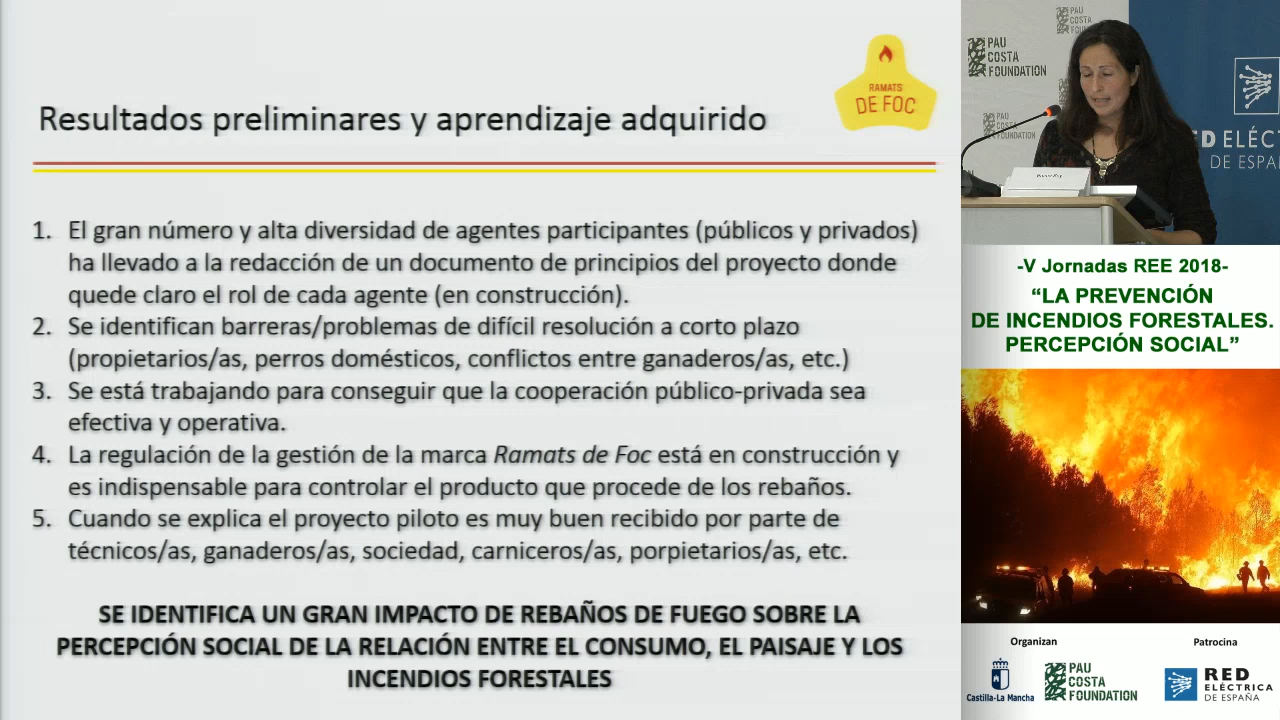 RAMATS
DE FOC
Resultados preliminares y aprendizaje adquirido
1. El gran número y alta diversidad de agentes participantes (públicos y privados)
ha llevado a la redacción de un documento de principios del proyecto donde
quede claro el rol de cada agente (en construcción).
2. Se identifican barreras/problemas de difícil resolución a corto plazo
(propietarios/as, perros domésticos, conflictos entre ganaderos/as, etc.)
3. Se está trabajando para conseguir que la cooperación público-privada sea
efectiva y operativa.
4. La regulación de la gestión de la marca Ramats de Foc está en construcción y
es indispensable para controlar el producto que procede de los rebaños.
5. Cuando se explica el proyecto piloto es muy buen recibido por parte de
técnicos/as, ganaderos/as, sociedad, carniceros/as, porpietarios/as, etc.
SE IDENTIFICA UN GRAN IMPACTO DE REBAÑOS DE FUEGO SOBRE LA
PERCEPCIÓN SOCIAL DE LA RELACIÓN ENTRE EL CONSUMO, EL PAISAJE Y LOS
INCENDIOS FORESTALES
PAU
COSTA
FOUNDATION
PAU
COSTA
PAU
COSTA
FOUNDATION
D ELÉC
DE ESPA
-V Jornadas REE 2018-
“LA PREVENCIÓN
DE INCENDIOS FORESTALES.
PERCEPCIÓN SOCIAL”
Organizan
Patrocina
Castilla-La Mancha
PAU
COSTA
FOUNDATION
RED
ELÉCTRICA
DE ESPAÑA